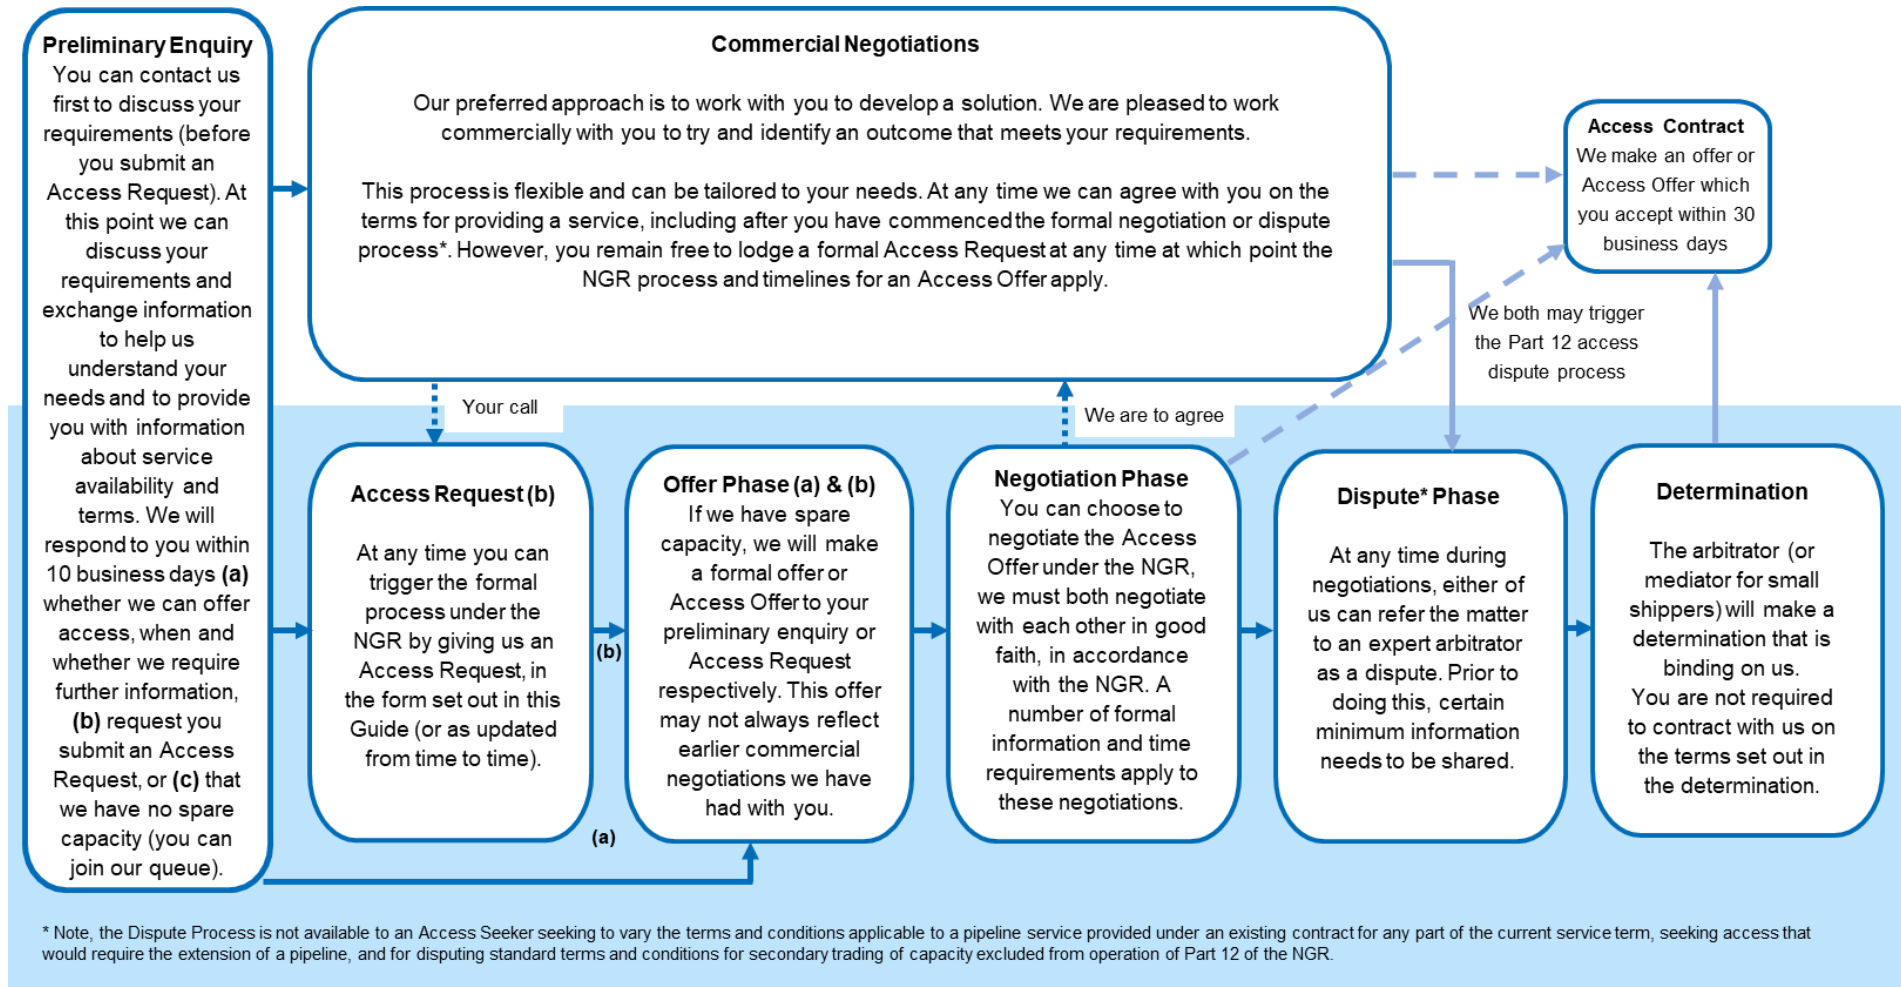 Preliminary Enquiry
You can contact us
first to discuss your
requirements (before
you submit an
Access Request). At
this point we can
discuss your
requirements and
exchange information
to help us
understand your
needs and to provide
you with information
about service
availability and
terms. We will
respond to you within
10 business days (a)
whether we can offer
access, when and
whether we require
further information,
(b) request you
submit an Access
Request, or (c) that
we have no spare
capacity (you can
join our queue).
Commercial Negotiations
Our preferred approach is to work with you to develop a solution. We are pleased to work
commercially with you to try and identify an outcome that meets your requirements.
This process is flexible and can be tailored to your needs. At any time we can agree with you on the
terms for providing a service, including after you have commenced the formal negotiation or dispute
process*. However, you remain free to lodge a formal Access Request at any time at which point the
NGR process and timelines for an Access Offer apply.
Access Contract
We make an offer or
Access Offer which
you accept within 30
business days
We both may trigger
the Part 12 access
dispute process
Your call
We are to agree
Access Request (b)
At any time you can
trigger the formal
process under the
NGR by giving us an
Access Request, in
the form set out in this
Guide (or as updated
from time to time).
(b)
(a)
Offer Phase (a) & (b)
If we have spare
capacity, we will make
a formal offer or
Access Offer to your
preliminary enquiry or
Access Request
respectively. This offer
may not always reflect
earlier commercial
negotiations we have
had with you.
Negotiation Phase
You can choose to
negotiate the Access
Offer under the NGR,
we must both negotiate
with each other in good
faith, in accordance
with the NGR. A
number of formal
information and time
requirements apply to
these negotiations.
Dispute* Phase
At any time during
negotiations, either of
us can refer the matter
to an expert arbitrator
as a dispute. Prior to
doing this, certain
minimum information
needs to be shared.
Determination
The arbitrator (or
mediator for small
shippers) will make a
determination that is
binding on us.
You are not required
to contract with us on
the terms set out in
the determination.
* Note, the Dispute Process is not available to an Access Seeker seeking to vary the terms and conditions applicable to a pipeline service provided under an existing contract for any part of the current service term, seeking access that
would require the extension of a pipeline, and for disputing standard terms and conditions for secondary trading of capacity excluded from operation of Part 12 of the NGR.